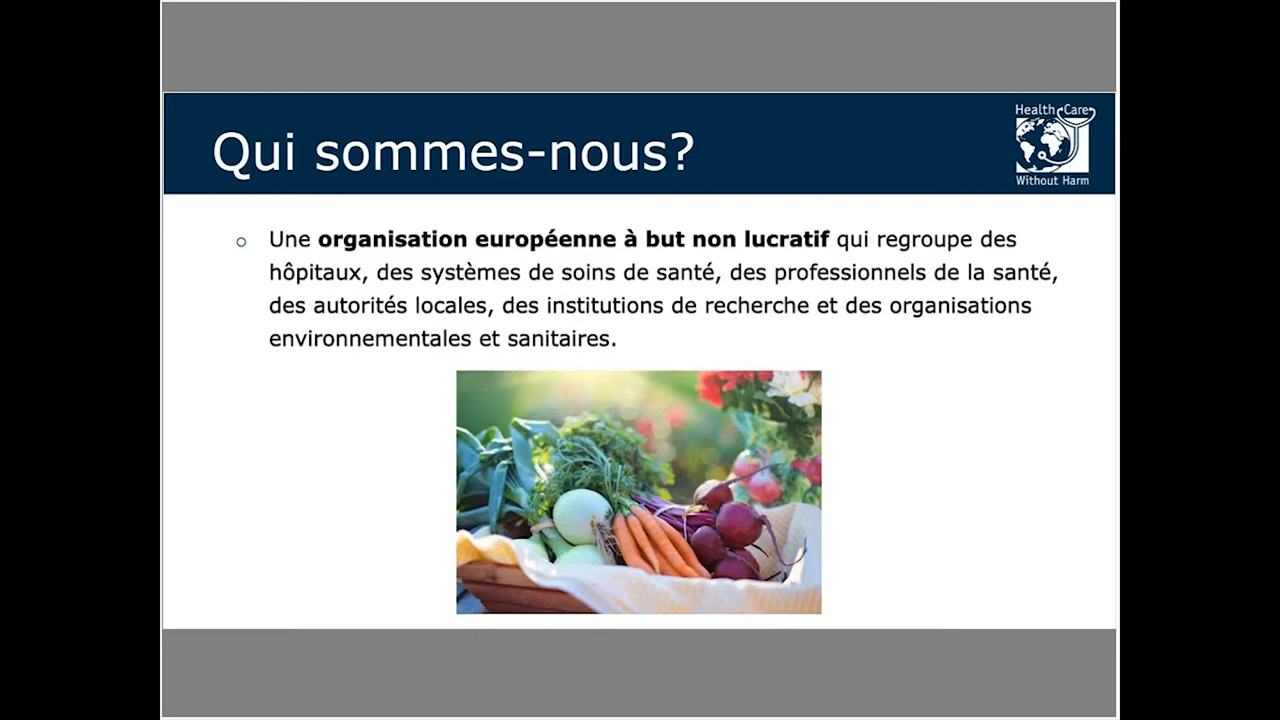 Qui sommes-nous?
Health Care
Without Harm
Une organisation européenne à but non lucratif qui regroupe des
hôpitaux, des systèmes de soins de santé, des professionnels de la santé,
des autorités locales, des institutions de recherche et des organisations
environnementales et sanitaires.